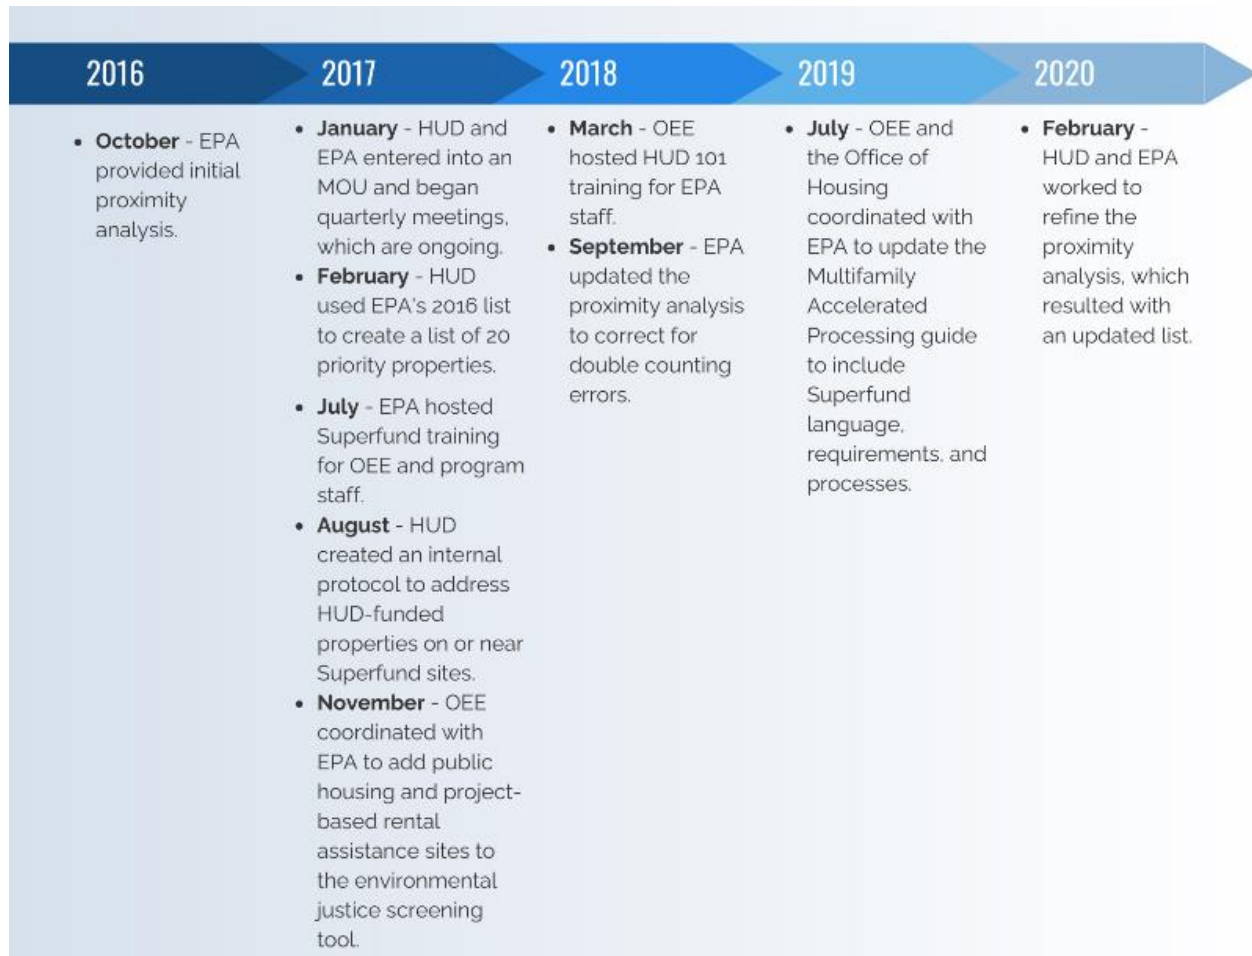 2016
2017
2018
2019
2020
• October - EPA
provided initial
proximity
analysis.
• January - HUD and
EPA entered into an
MOU and began
quarterly meetings,
which are ongoing.
• February - HUD
used EPA's 2016 list
to create a list of 20
priority properties.
• July - EPA hosted
Superfund training
for OEE and program
staff.
• August - HUD
created an internal
protocol to address
HUD-funded
properties on or near
Superfund sites.
• November - OEE
coordinated with
EPA to add public
housing and project-
based rental
assistance sites to
the environmental
justice screening
tool.
• March - OEE
hosted HUD 101
training for EPA
staff.
• September - EPA
updated the
proximity analysis
to correct for
double counting
errors.
• July - OEE and
the Office of
Housing
coordinated with
EPA to update the
Multifamily
Accelerated
Processing guide
to include
Superfund
language,
requirements, and
processes.
• February -
HUD and EPA
worked to
refine the
proximity
analysis, which
resulted with
an updated list.